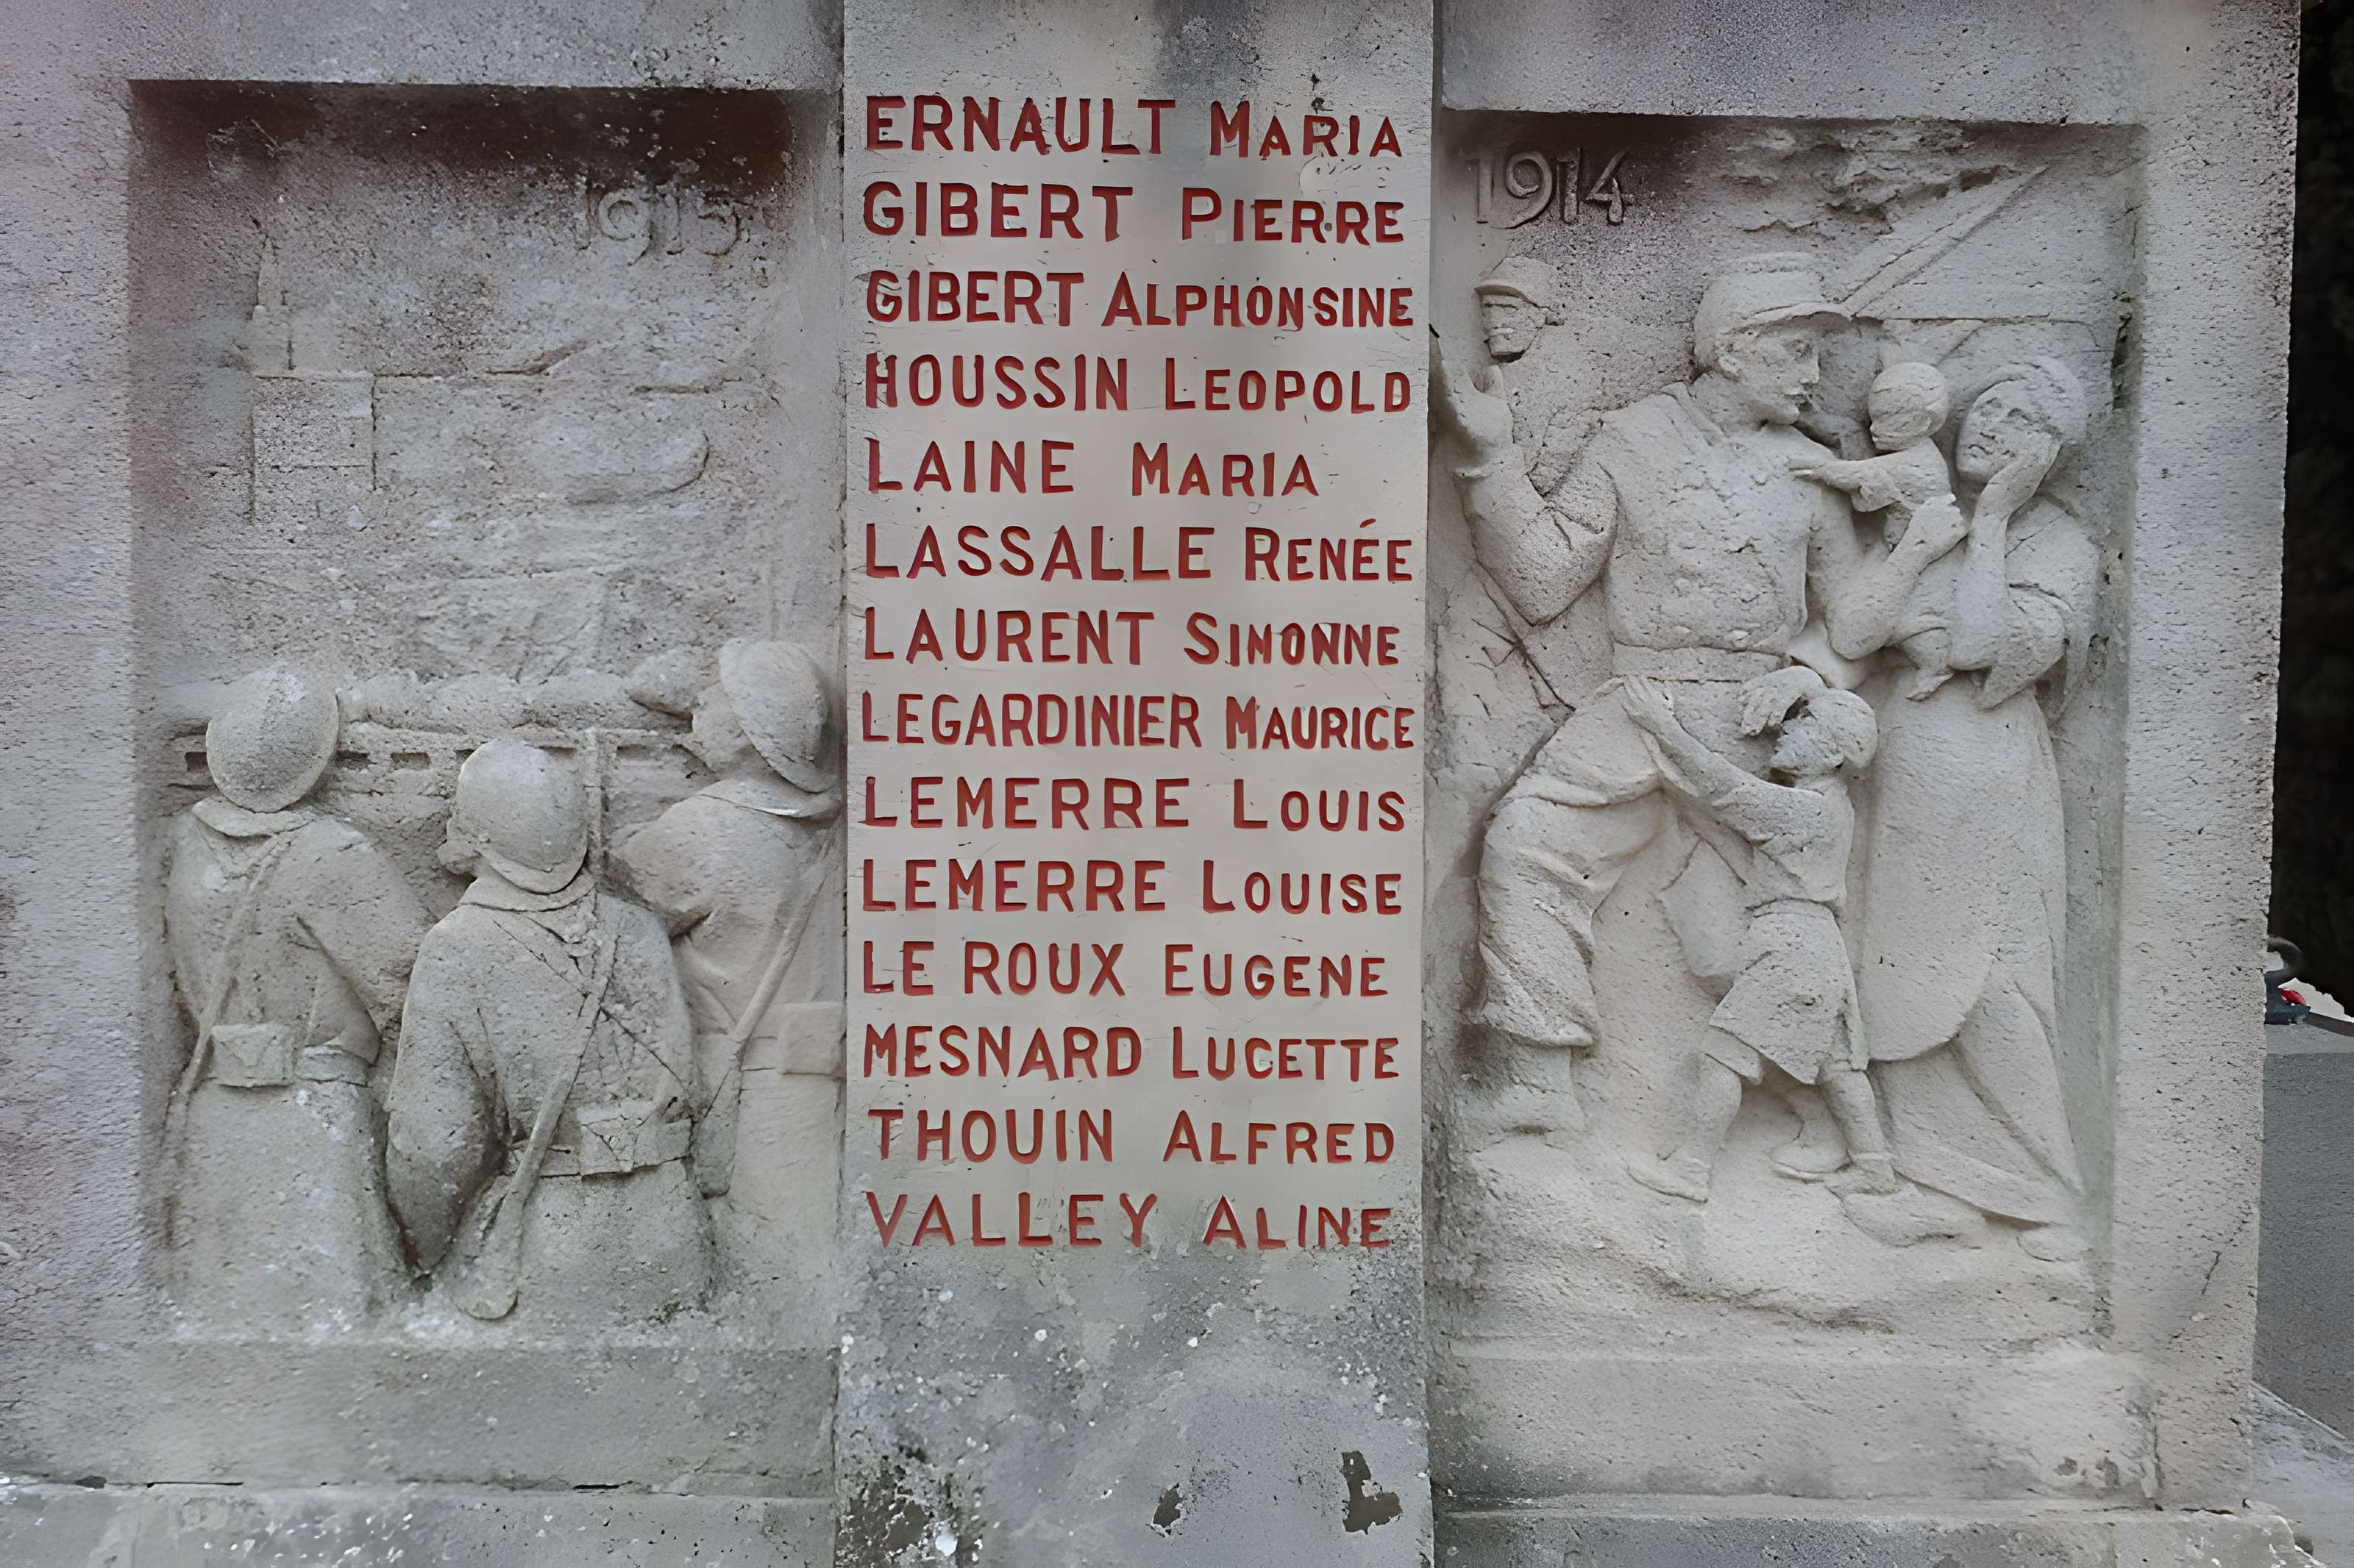 1915
ERNAULT MARIA
GIBERT PIERRE
GIBERT ALPHONSINE
HOUSSIN LEOPOLD
LAINE MARIA
LASSALLE RENÉE
LAURENT SIMONNE
LEGARDINIER MAURICE
LEMERRE LOUIS
LEMERRE LOUISE
LE ROUX EUGENE
MESNARD LUCETTE
THOUIN ALFRED
VALLEY ALINE
1914